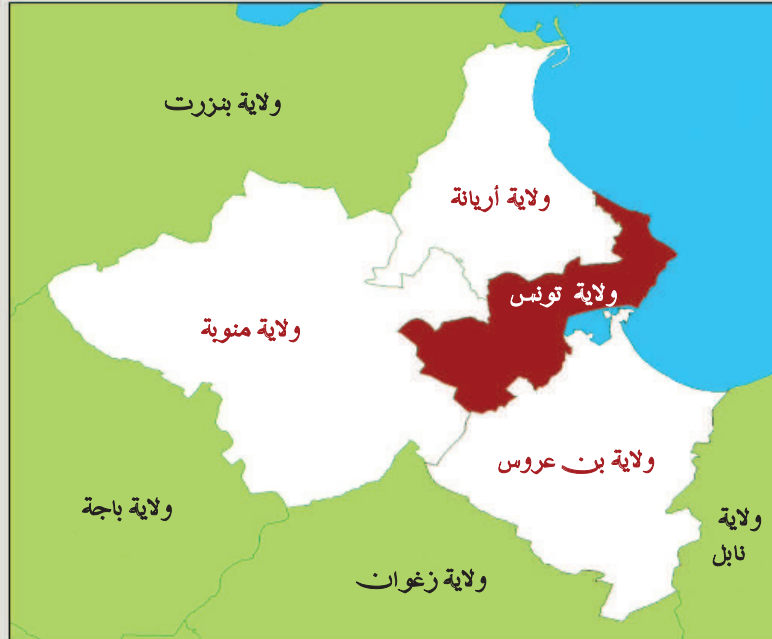 ولاية بنزرت
ولاية أريانة
ولاية تونس
ولاية منوبة
ولاية بن عروس
ولاية باجة
ولاية
نابل
ولاية زغوان